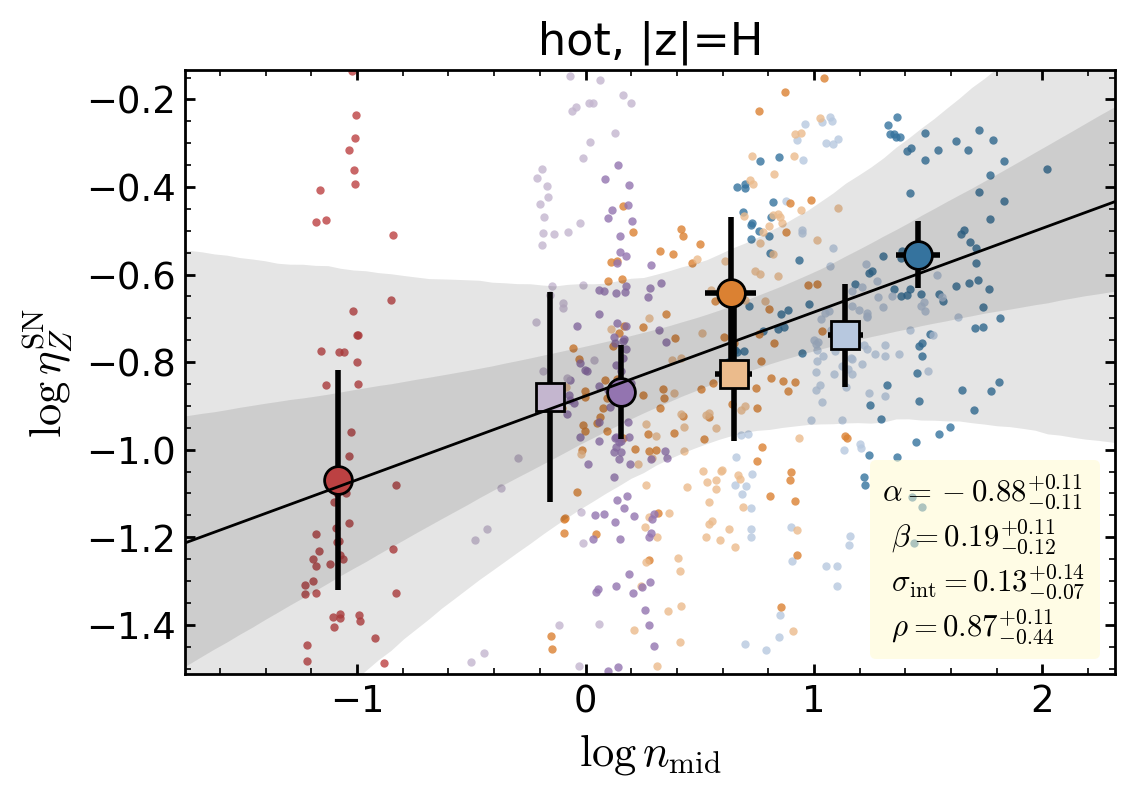 hot, |z|=H
−0.2
−0.4
−0.6
−0.8
−1.0
−1.2
−1.4
log η_Z^SN
α = −0.88^{+0.11}_{−0.11}
β = 0.19^{+0.11}_{−0.12}
σ_int = 0.13^{+0.14}_{−0.07}
ρ = 0.87^{+0.11}_{−0.44}
−1 0 1 2
log n_mid